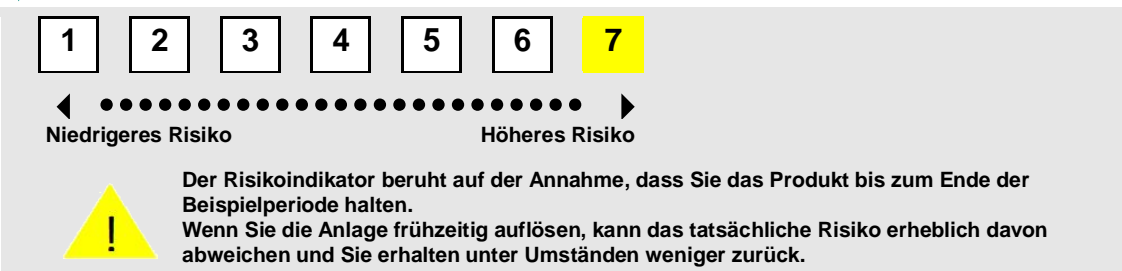 1 2 3 4 5 6 7
Niedrigeres Risiko Höheres Risiko
Der Risikoindikator beruht auf der Annahme, dass Sie das Produkt bis zum Ende der
Beispielperiode halten.
Wenn Sie die Anlage frühzeitig auflösen, kann das tatsächliche Risiko erheblich davon
abweichen und Sie erhalten unter Umständen weniger zurück.
!